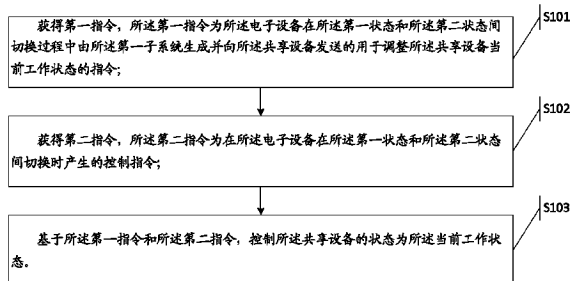 S101
获得第一指令，所述第一指令为所述电子设备在所述第一状态和所述第二状态间
切换过程中由所述第一子系统生成并向所述共享设备发送的用于调整所述共享设备当
前工作状态的指令；
S102
获得第二指令，所述第二指令为在所述电子设备在所述第一状态和所述第二状态
间切换时产生的控制指令；
S103
基于所述第一指令和所述第二指令，控制所述共享设备的状态为所述当前工作状
态。